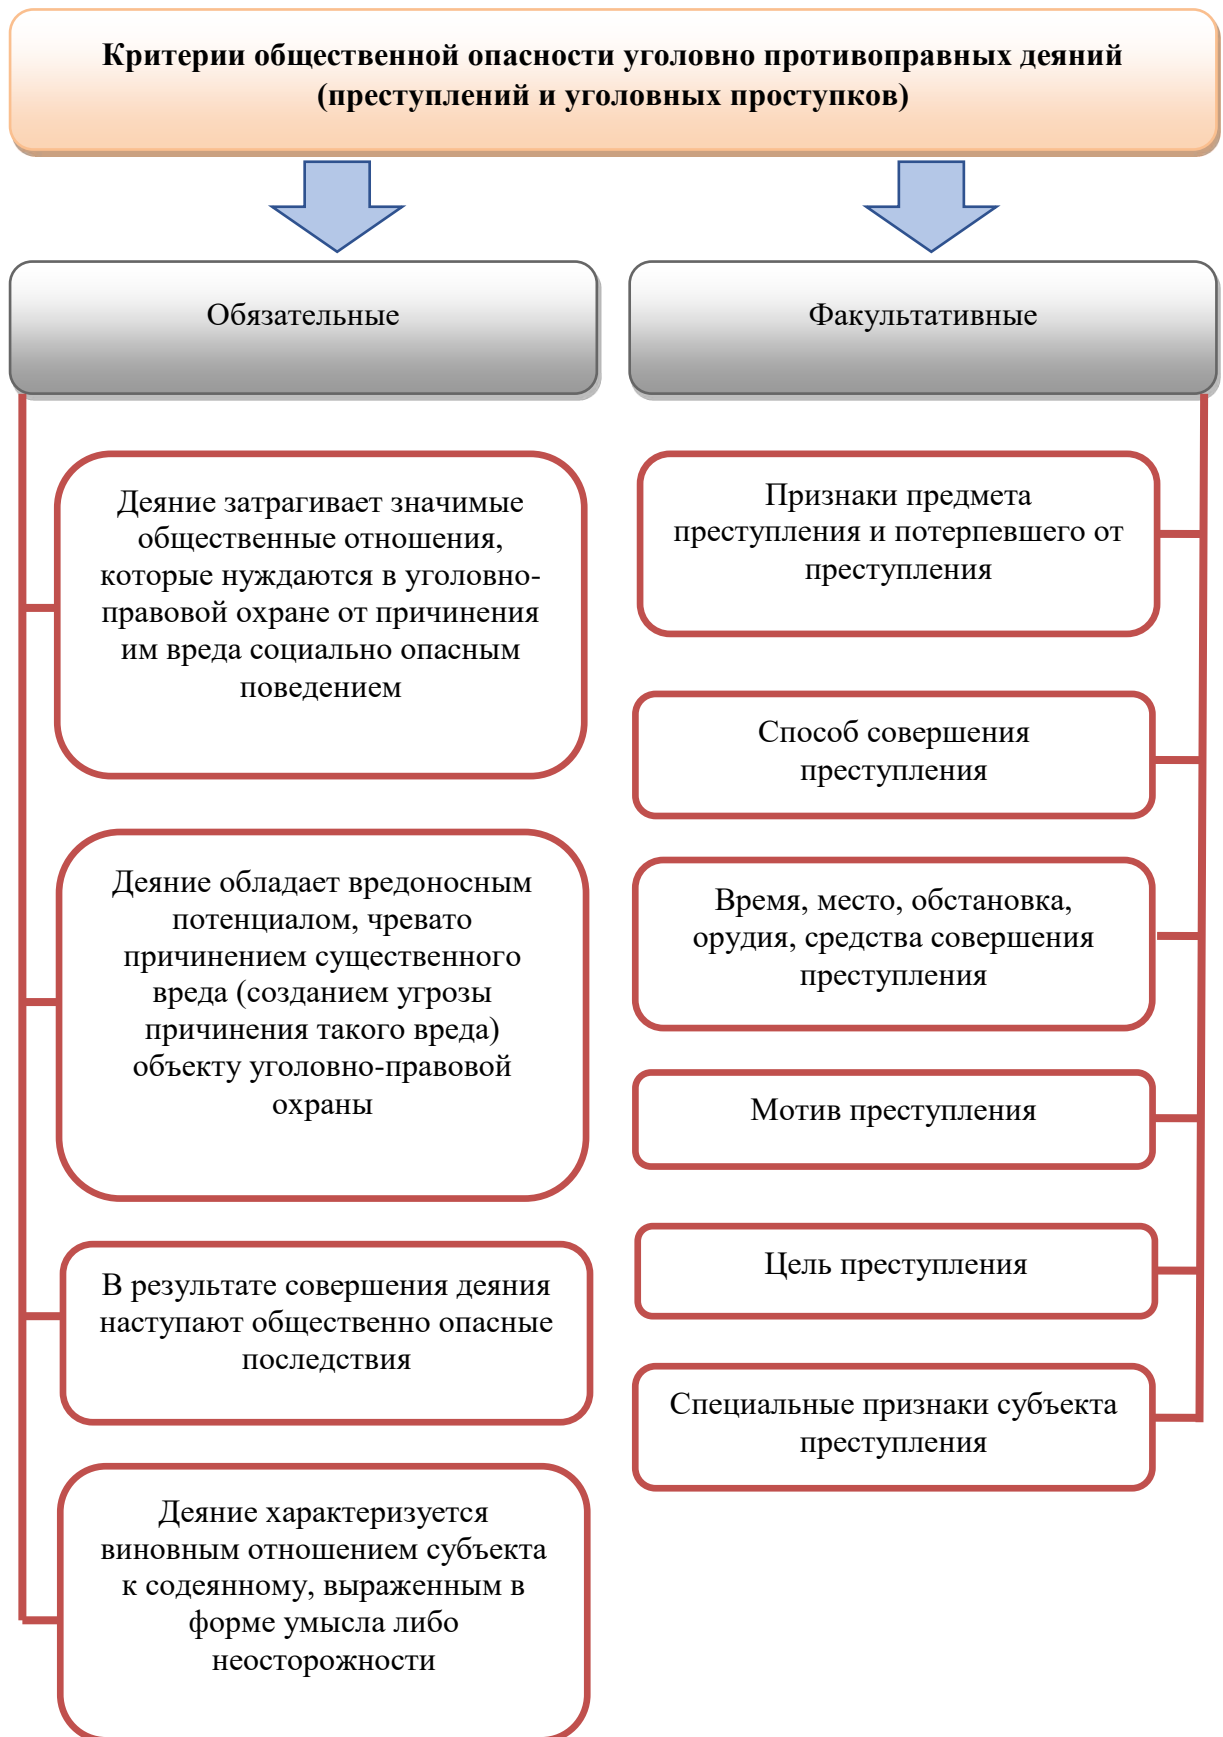 Критерии общественной опасности уголовно противоправных деяний
(преступлений и уголовных проступков)
Обязательные
Деяние затрагивает значимые
общественные отношения,
которые нуждаются в уголовно-
правовой охране от причинения
им вреда социально опасным
поведением
Деяние обладает вредоносным
потенциалом, чревато
причинением существенного
вреда (созданием угрозы
причинения такого вреда)
объекту уголовно-правовой
охраны
В результате совершения деяния
наступают общественно опасные
последствия
Деяние характеризуется
виновным отношением субъекта
к содеянному, выраженным в
форме умысла либо
неосторожности
Факультативные
Признаки предмета
преступления и потерпевшего от
преступления
Способ совершения
преступления
Время, место, обстановка,
орудия, средства совершения
преступления
Мотив преступления
Цель преступления
Специальные признаки субъекта
преступления